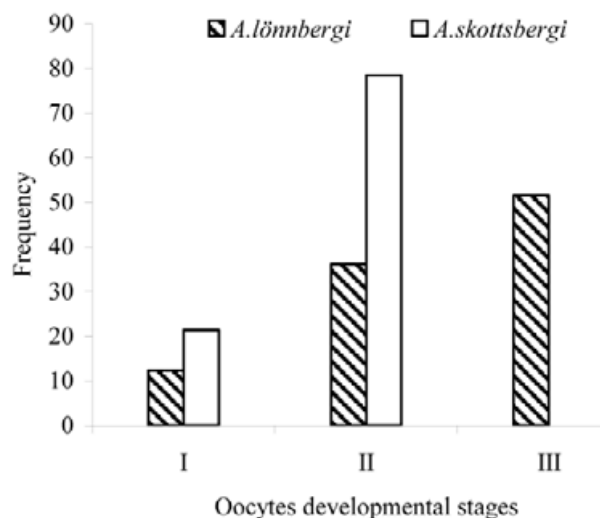 90
A.lönnbergi A.skottsbergi
80
70
60
50
40
30
20
10
0
Frequency
I II III
Oocytes developmental stages